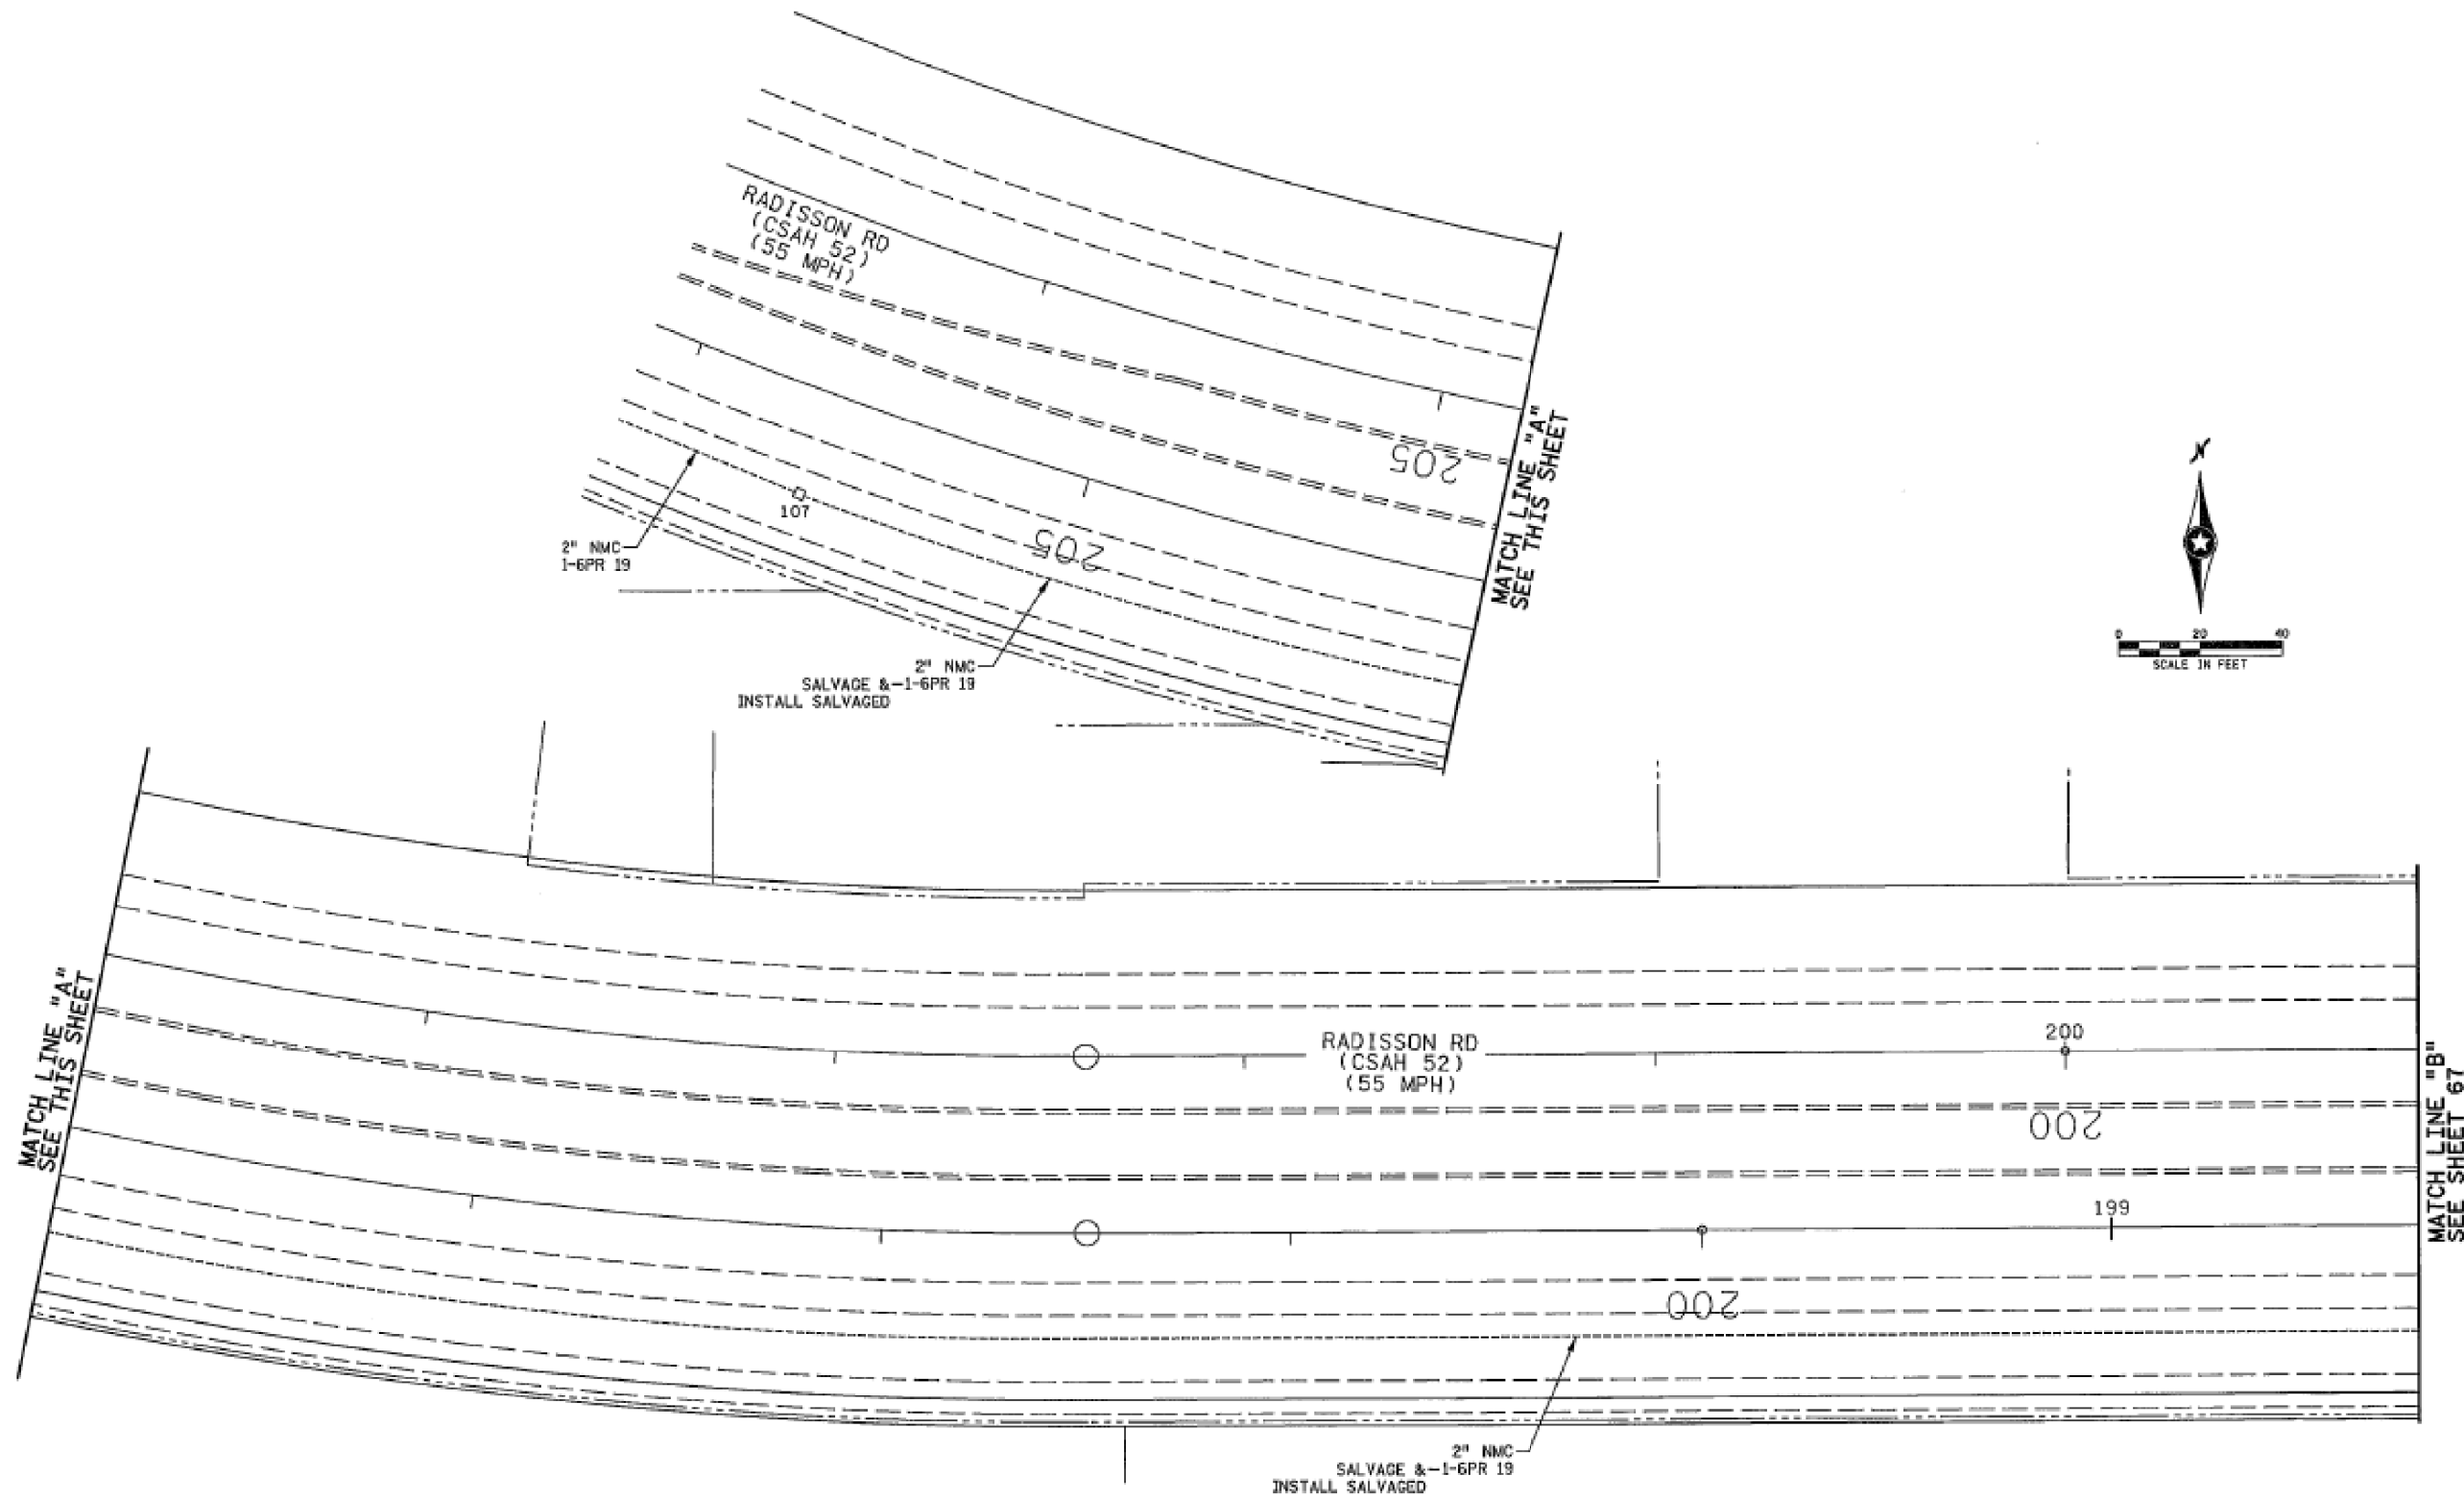 RADISSON RD
(CSAH 52)
(55 MPH)
205
MATCH LINE "A"
SEE THIS SHEET
N
107
205
2" NMC
1-6PR 19
2" NMC
SALVAGE &-1-6PR 19
INSTALL SALVAGED
0 20 40
SCALE IN FEET
MATCH LINE "A"
SEE THIS SHEET
RADISSON RD
(CSAH 52)
(55 MPH)
200
200
199
200
MATCH LINE "B"
SEE SHEET 67
2" NMC
SALVAGE &-1-6PR 19
INSTALL SALVAGED